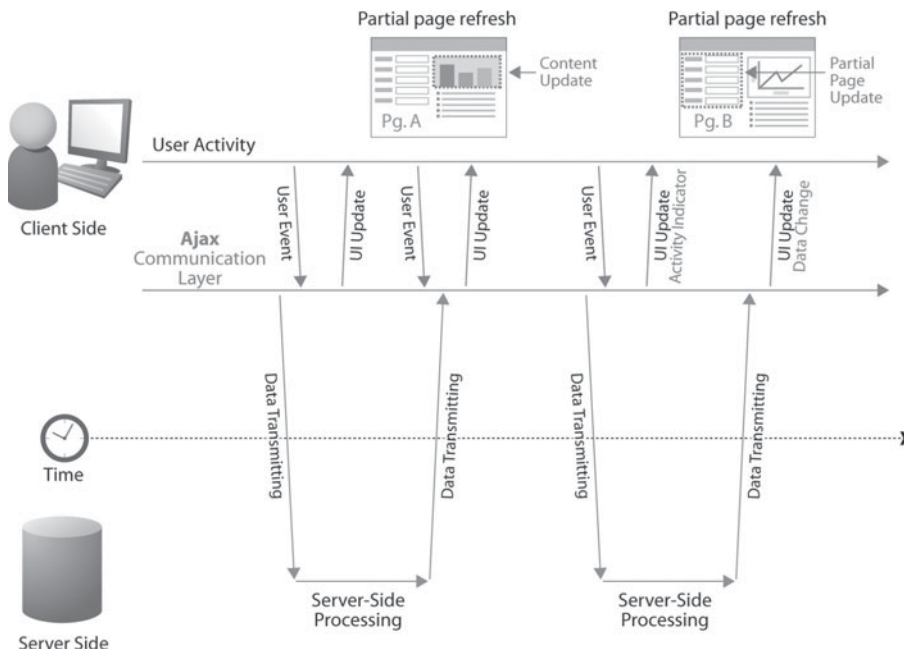 Partial page refresh
Partial page refresh
Content
Update
Partial
Page
Update
Pg. A
Pg. B
User Activity
Client Side
User Event
UI Update
User Event
UI Update
User Event
UI Update
Activity Indicator
UI Update
Data Change
Ajax
Communication
Layer
Data Transmitting
Data Transmitting
Data Transmitting
Data Transmitting
Time
Server-Side
Processing
Server-Side
Processing
Server Side